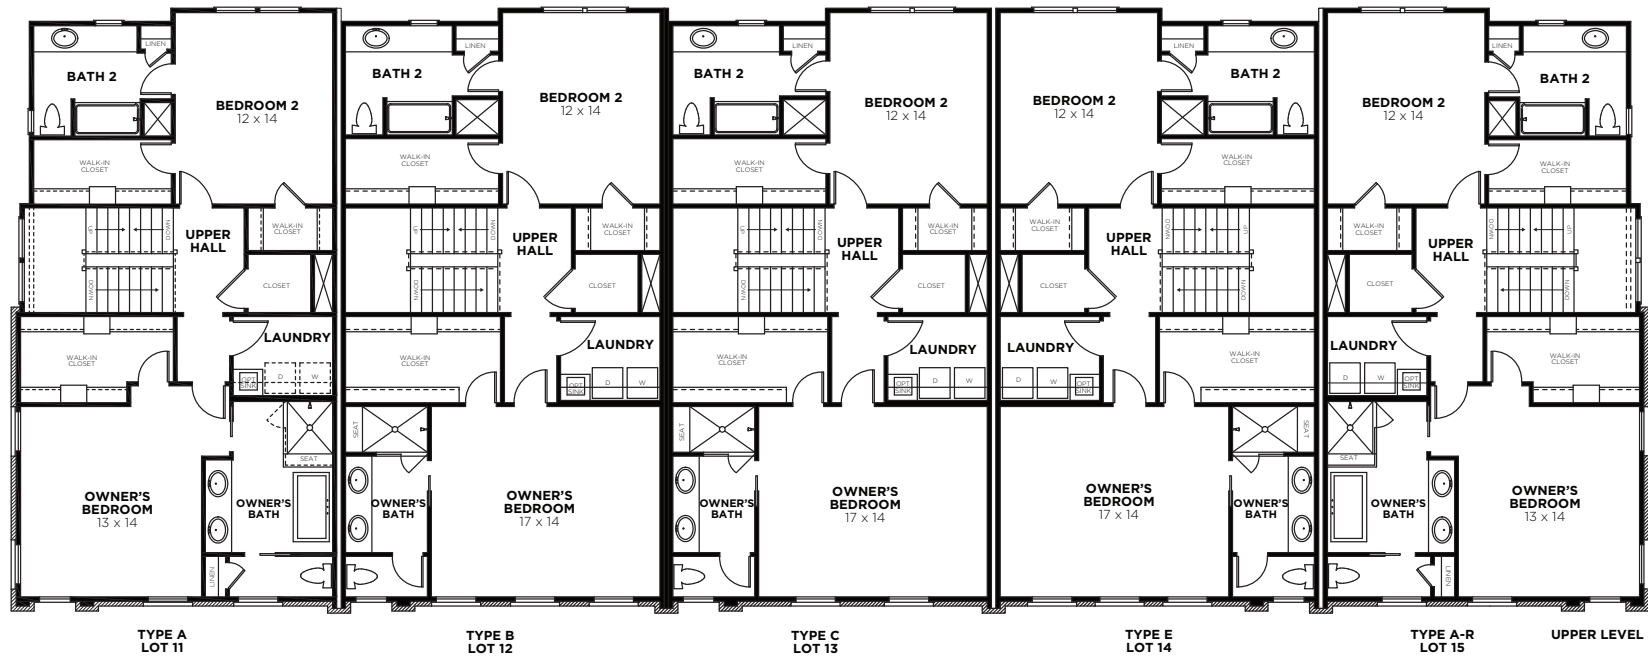 LINEN
BATH 2
BEDROOM 2
12 x 14
WALK-IN
CLOSET
UP
DOWN
DOWN
UPPER
HALL
WALK-IN
CLOSET
CLOSET
WALK-IN
CLOSET
LAUNDRY
OPT
SINK
D
W
SEAT
OWNER'S
BEDROOM
13 x 14
OWNER'S
BATH
LINEN
TYPE A
LOT 11
LINEN
BATH 2
BEDROOM 2
12 x 14
WALK-IN
CLOSET
UP
DOWN
DOWN
UPPER
HALL
WALK-IN
CLOSET
CLOSET
WALK-IN
CLOSET
LAUNDRY
OPT
SINK
D
W
SEAT
OWNER'S
BATH
OWNER'S
BEDROOM
17 x 14
TYPE B
LOT 12
LINEN
BATH 2
BEDROOM 2
12 x 14
WALK-IN
CLOSET
UP
DOWN
DOWN
UPPER
HALL
WALK-IN
CLOSET
CLOSET
WALK-IN
CLOSET
LAUNDRY
OPT
SINK
D
W
SEAT
OWNER'S
BATH
OWNER'S
BEDROOM
17 x 14
TYPE C
LOT 13
LINEN
BEDROOM 2
12 x 14
BATH 2
WALK-IN
CLOSET
WALK-IN
CLOSET
UPPER
HALL
DOWN
UP
DOWN
CLOSET
LAUNDRY
D
W
OPT
SINK
WALK-IN
CLOSET
SEAT
OWNER'S
BEDROOM
17 x 14
OWNER'S
BATH
TYPE E
LOT 14
LINEN
BEDROOM 2
12 x 14
BATH 2
WALK-IN
CLOSET
WALK-IN
CLOSET
UPPER
HALL
DOWN
UP
DOWN
CLOSET
LAUNDRY
D
W
OPT
SINK
WALK-IN
CLOSET
SEAT
OWNER'S
BATH
OWNER'S
BEDROOM
13 x 14
LINEN
TYPE A-R
LOT 15
UPPER LEVEL